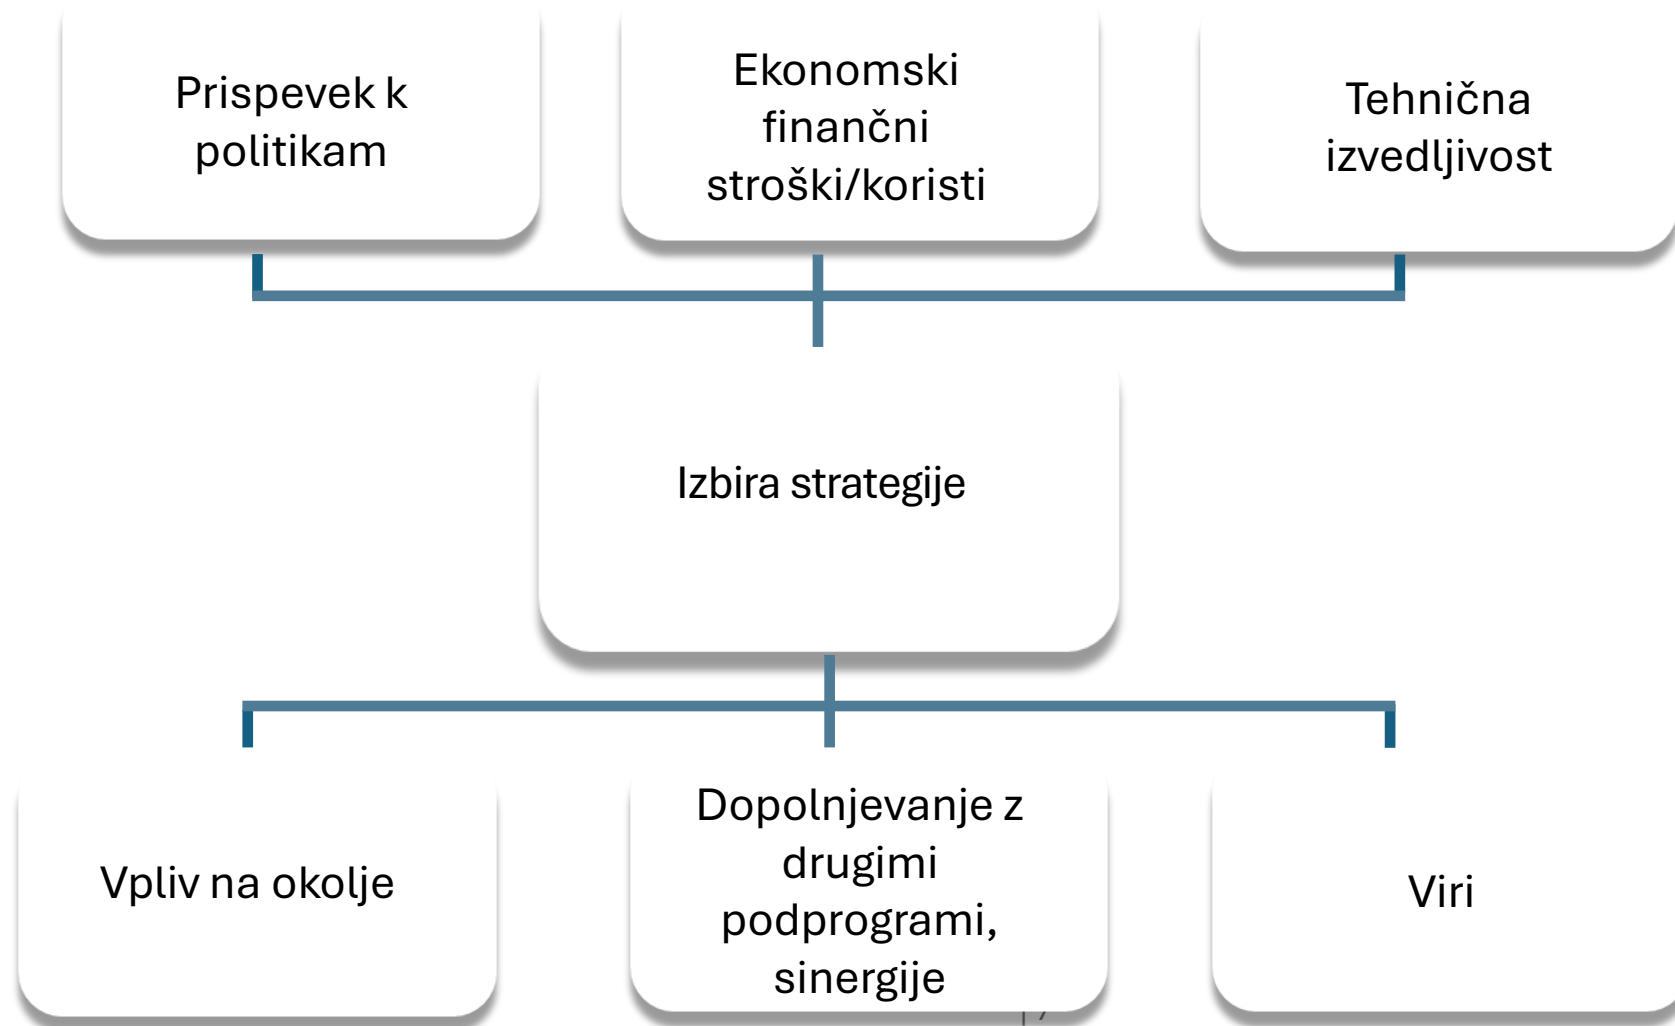 Prispevek k
politikam
Ekonomski
finančni
stroški/koristi
Tehnična
izvedljivost
Izbira strategije
Vpliv na okolje
Dopolnjevanje z
drugimi
podprogrami,
sinergije
Viri